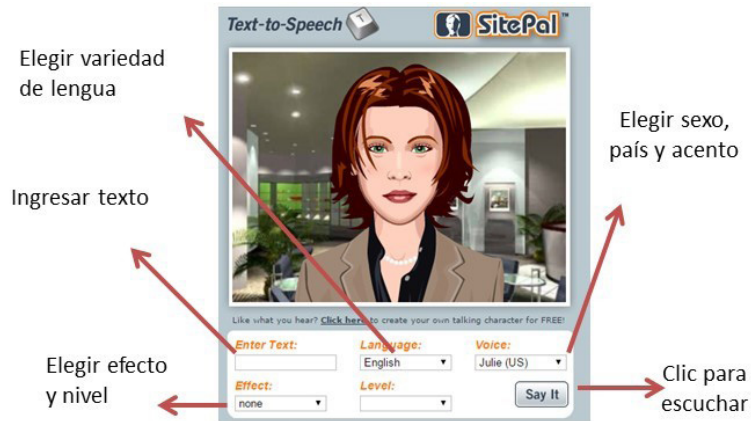 Text-to-Speech T SitePal™
Elegir variedad
de lengua
Elegir sexo,
país y acento
Ingresar texto
Like what you hear? Click here to create your own talking character for FREE!
Enter Text: Language: Voice:
English Julie (US)
Elegir efecto
y nivel
Effect: Level:
none Say It
Clic para
escuchar